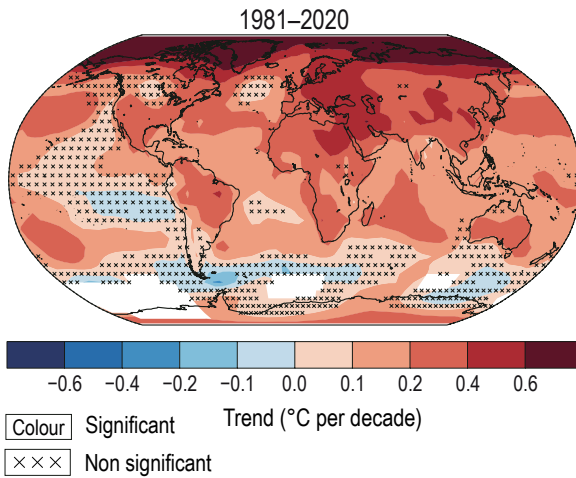 1981–2020
−0.6 −0.4 −0.2 −0.1 0.0 0.1 0.2 0.4 0.6
Trend (°C per decade)
Colour Significant
××× Non significant